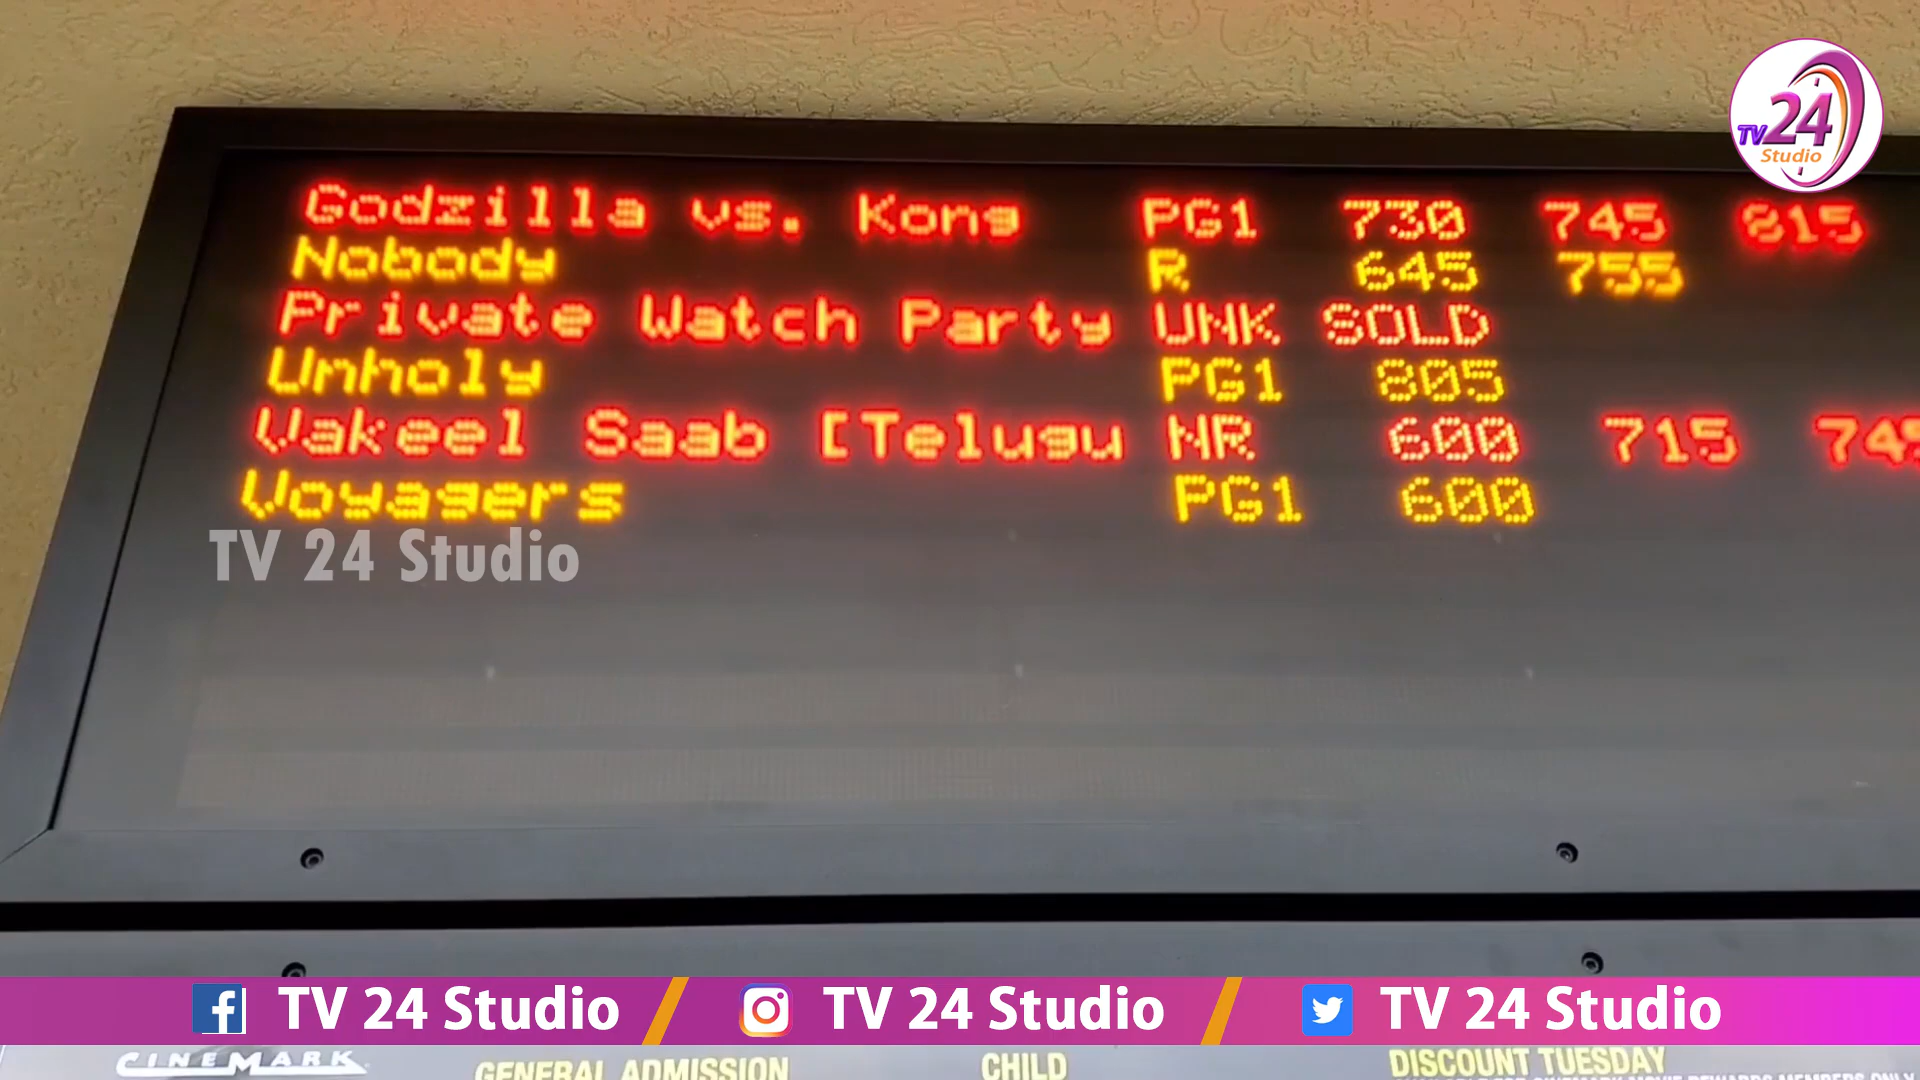 TV24
Studio
Godzilla vs. Kong PG1 730 745 815
Nobody R 645 755
Private Watch Party UNK SOLD
Unholy PG1 805
Vakeel Saab [Telugu NR 600 715 745
Voyagers PG1 600
TV 24 Studio
TV 24 Studio TV 24 Studio TV 24 Studio
CINEMARK GENERAL ADMISSION CHILD DISCOUNT TUESDAY